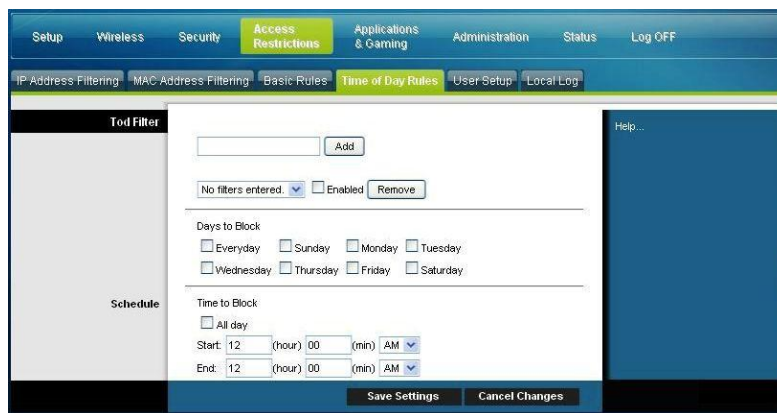 Setup Wireless Security Access Restrictions Applications & Gaming Administration Status Log OFF
IP Address Filtering MAC Address Filtering Basic Rules Time of Day Rules User Setup Local Log
Tod Filter
Help...
Add
No filters entered. Enabled Remove
Days to Block
Everyday Sunday Monday Tuesday
Wednesday Thursday Friday Saturday
Schedule
Time to Block
All day
Start: 12 (hour) 00 (min) AM
End: 12 (hour) 00 (min) AM
Save Settings Cancel Changes